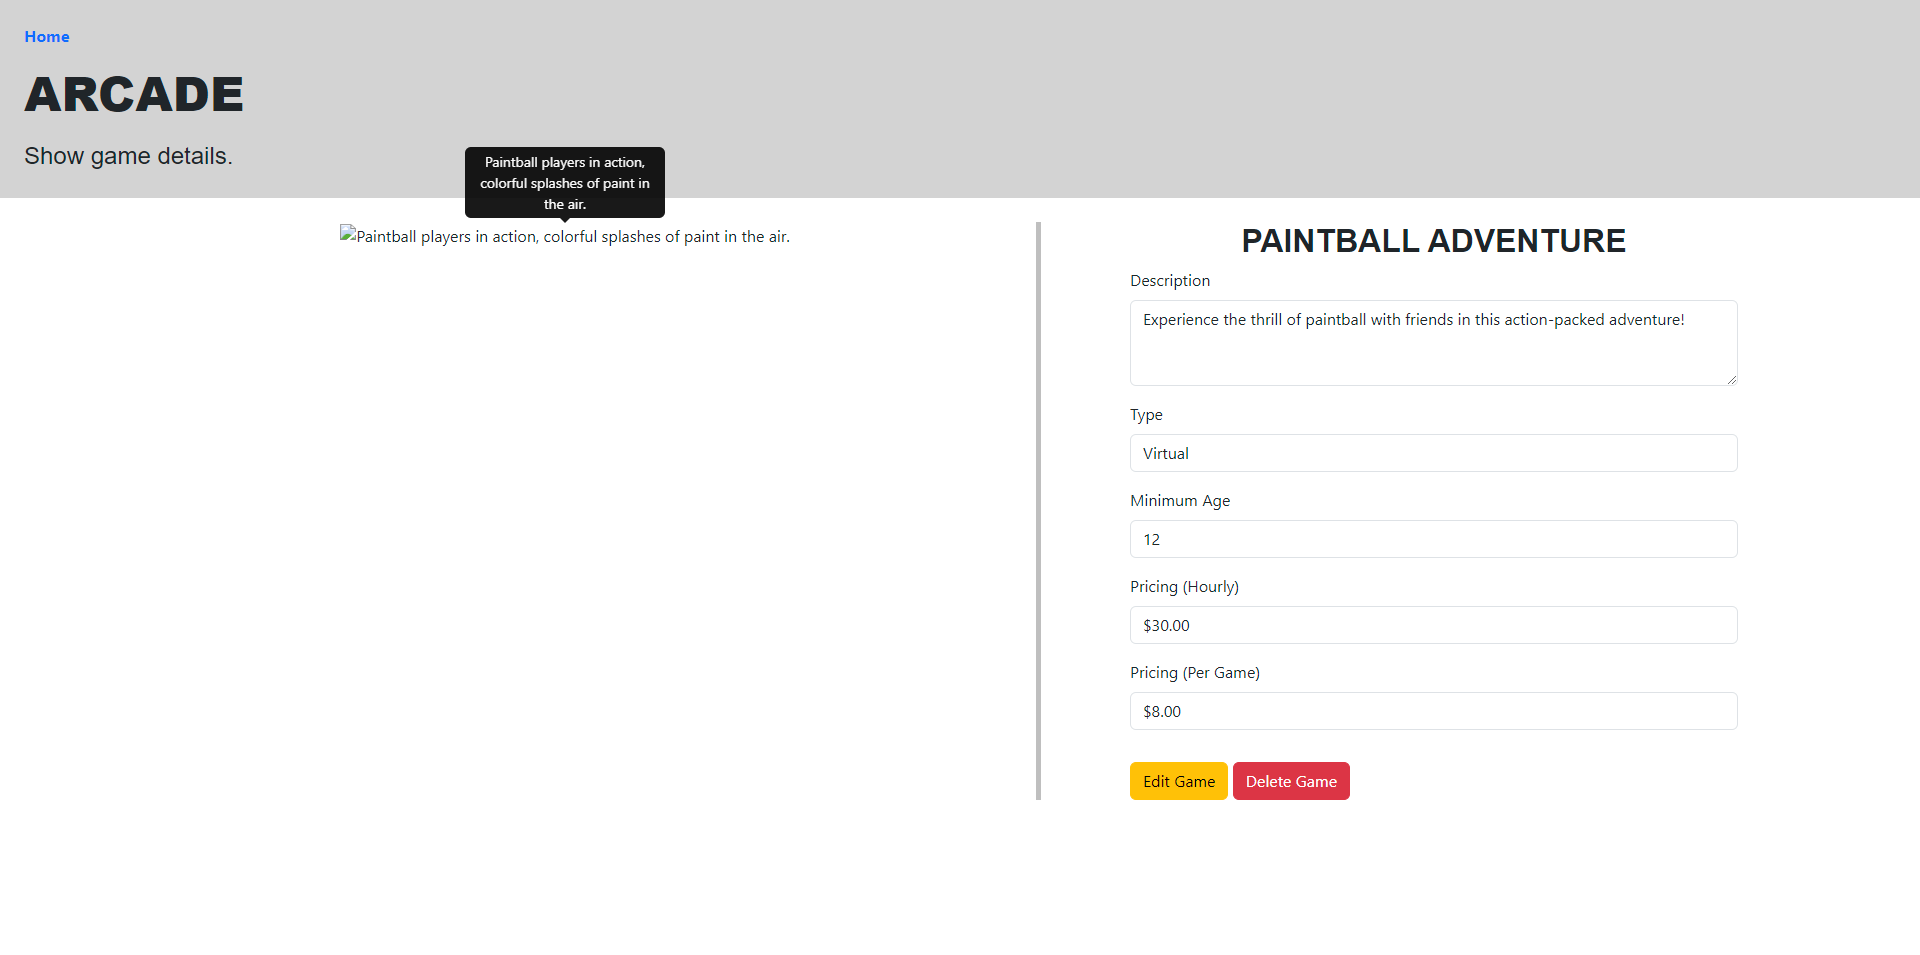 Home
ARCADE
Show game details.
Paintball players in action,
colorful splashes of paint in
the air.
Paintball players in action, colorful splashes of paint in the air.
PAINTBALL ADVENTURE
Description
Experience the thrill of paintball with friends in this action-packed adventure!
Type
Virtual
Minimum Age
12
Pricing (Hourly)
$30.00
Pricing (Per Game)
$8.00
Edit Game
Delete Game